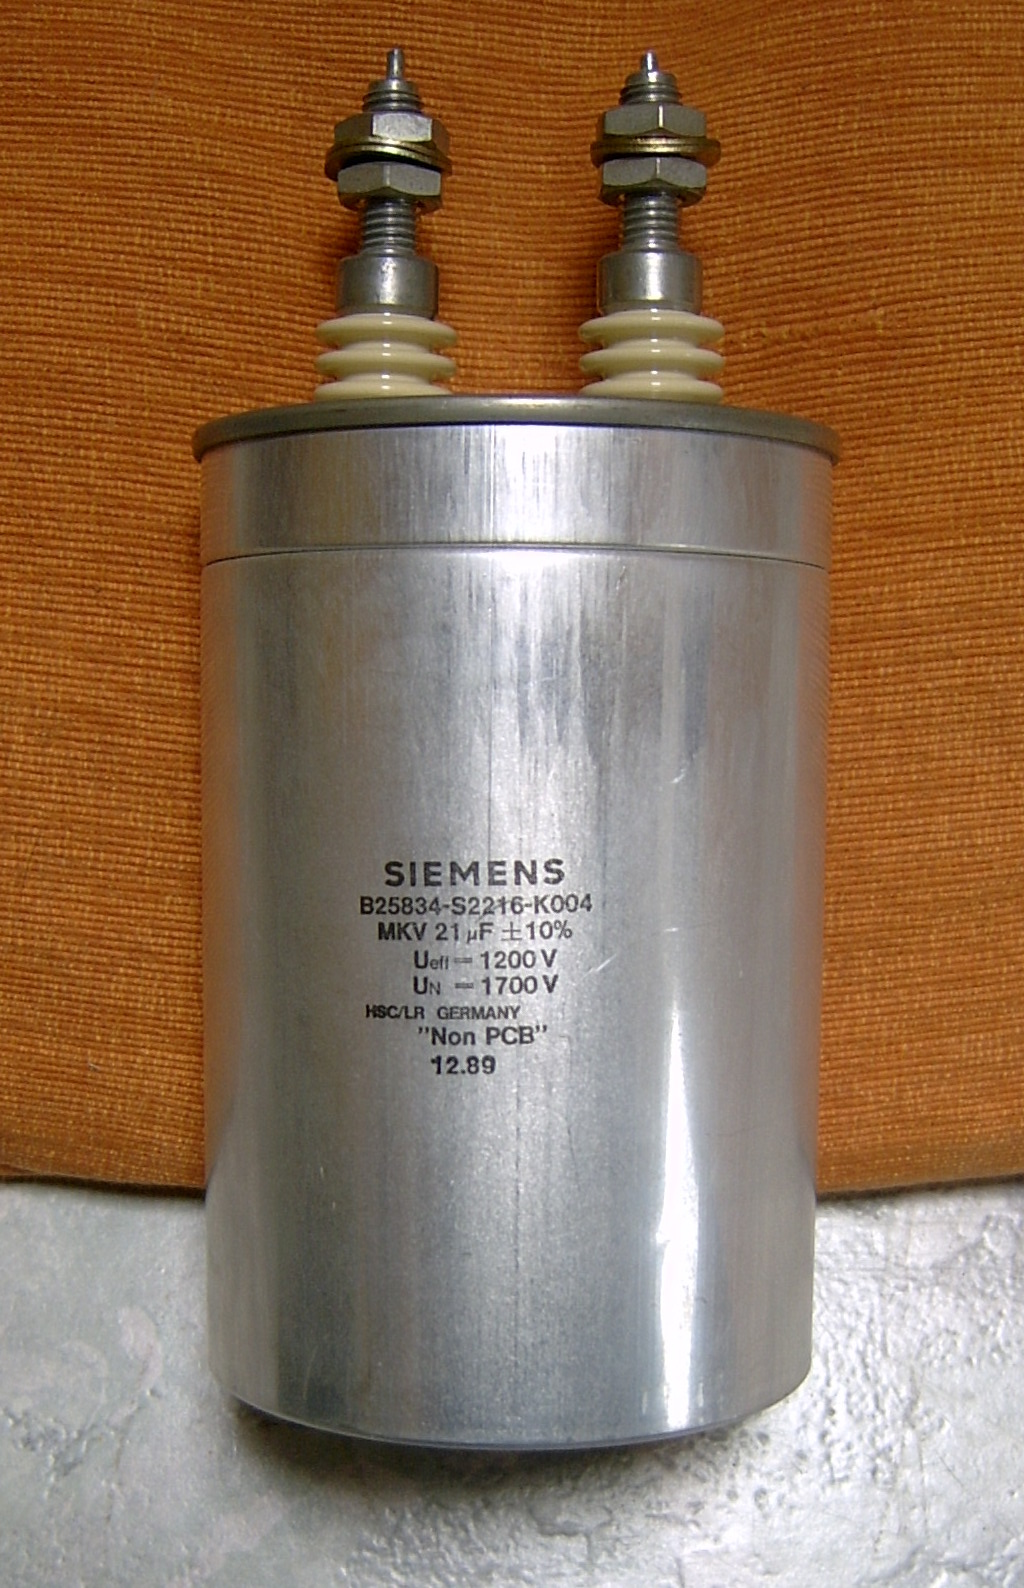 SIEMENS
B25834-S2216-K004
MKV 21 µF ±10%
Ueff = 1200 V
UN = 1700 V
HSC/LR GERMANY
"Non PCB"
12.89